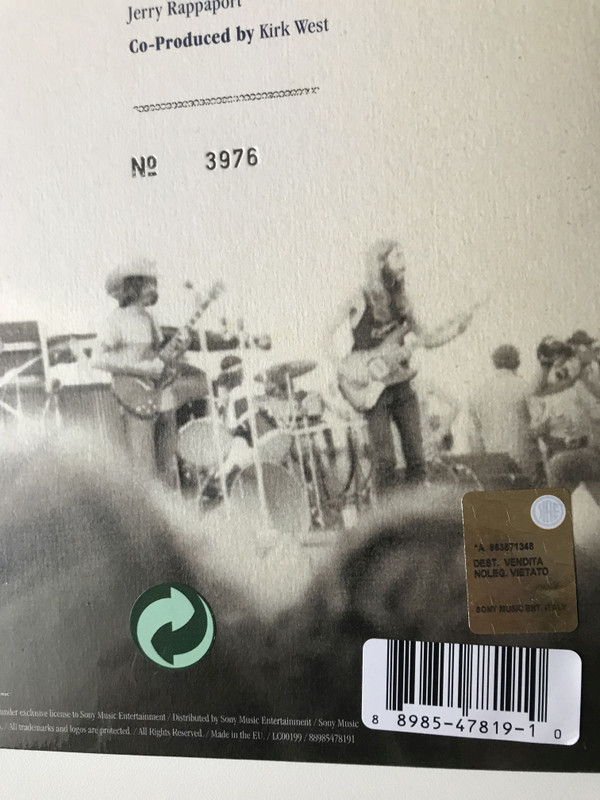 Jerry Rappaport
Co-Produced by Kirk West
Nº 3976
SIAE
*A 863871348
DEST. VENDITA
NOLEG. VIETATO
SONY MUSIC ENT. ITALY
under exclusive license to Sony Music Entertainment / Distributed by Sony Music Entertainment / Sony Music
/ All trademarks and logos are protected. / All Rights Reserved. / Made in the EU. / LC00199 / 88985478191
8 8985-47819-1 0